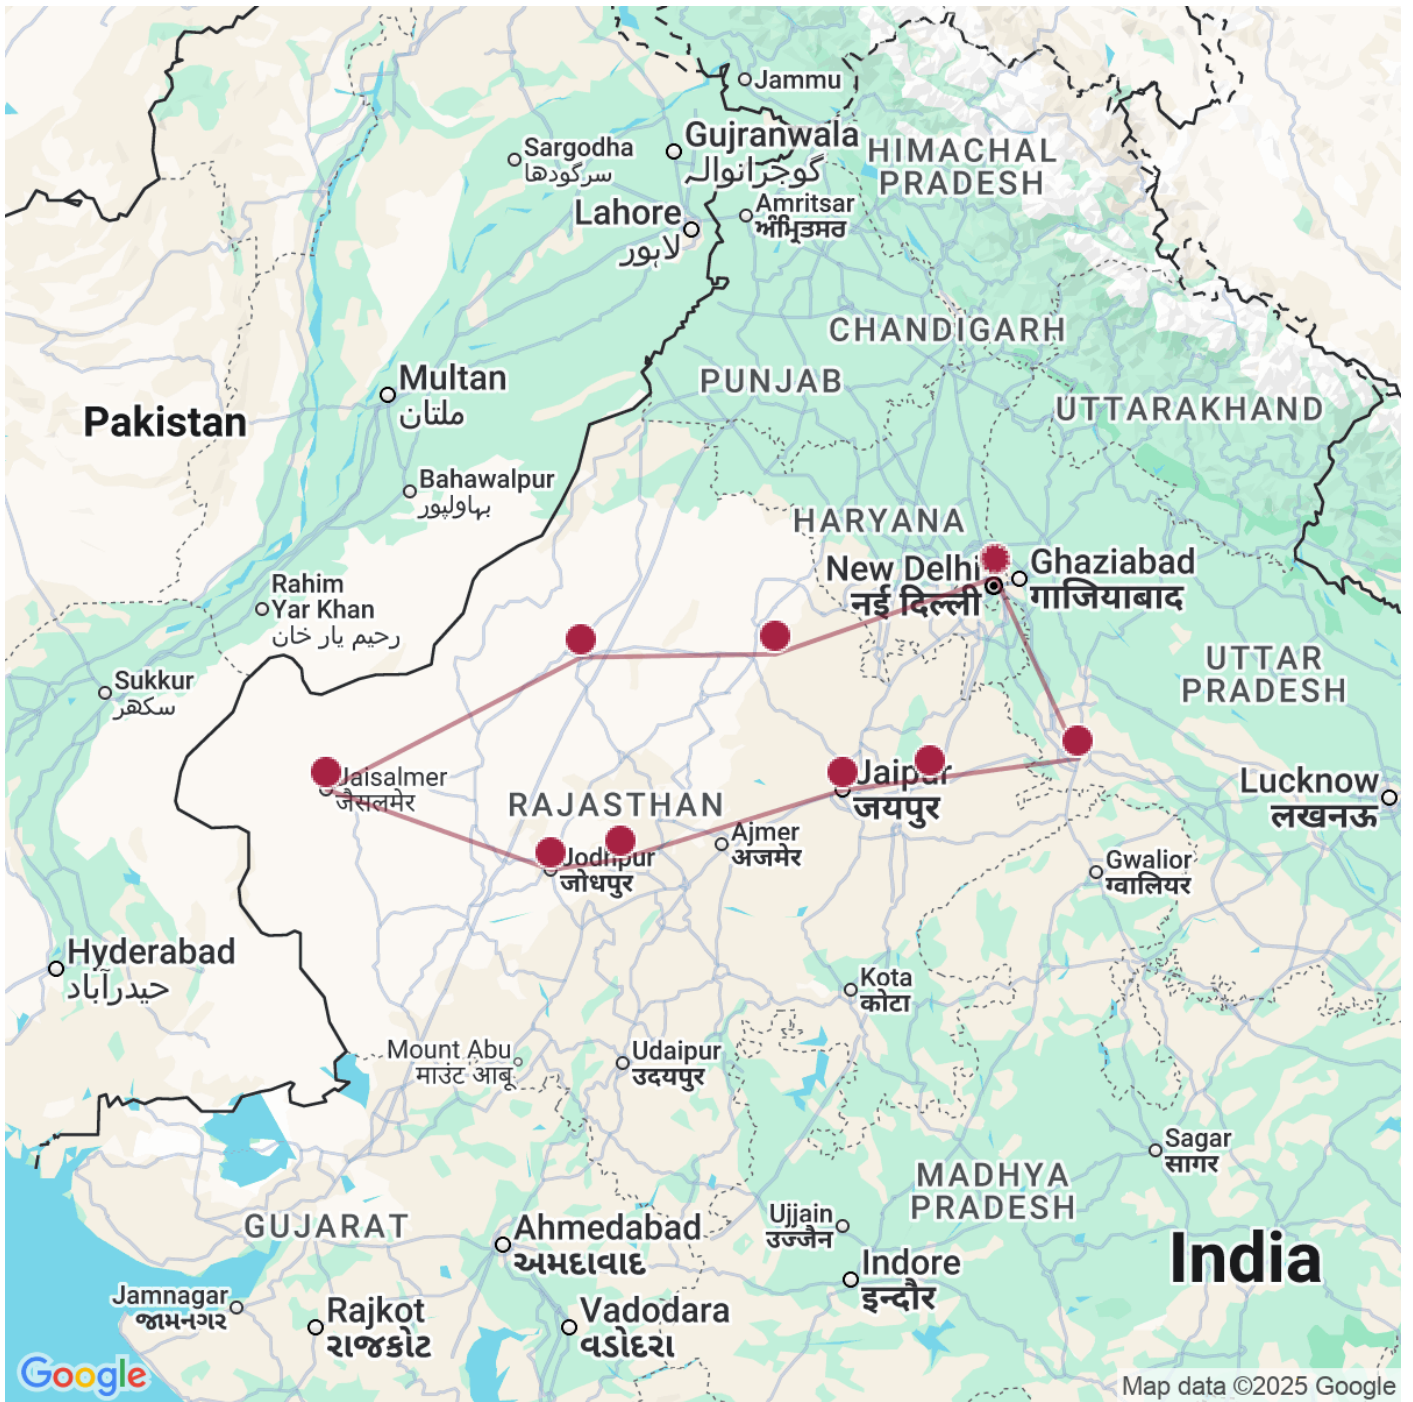 Jammu
Gujranwala
گوجرانوالہ
Sargodha
سرگودھا
HIMACHAL
PRADESH
Lahore
لاہور
Amritsar
ਅੰਮ੍ਰਿਤਸਰ
CHANDIGARH
PUNJAB
Multan
ملتان
Pakistan
UTTARAKHAND
Bahawalpur
بہاولپور
HARYANA
New Delhi
नई दिल्ली
Ghaziabad
गाजियाबाद
Rahim
Yar Khan
رحیم یار خان
UTTAR
PRADESH
Sukkur
سکھر
Jaisalmer
जैसलमेर
RAJASTHAN
Jaipur
जयपुर
Lucknow
लखनऊ
Ajmer
अजमेर
Jodhpur
जोधपुर
Gwalior
ग्वालियर
Hyderabad
حیدرآباد
Kota
कोटा
Mount Abu
माउंट आबू
Udaipur
उदयपुर
Sagar
सागर
MADHYA
PRADESH
GUJARAT
Ahmedabad
અમદાવાદ
Ujjain
उज्जैन
India
Indore
इन्दौर
Jamnagar
જામનગર
Rajkot
રાજકોટ
Vadodara
વડોદરા
Google
Map data ©2025 Google